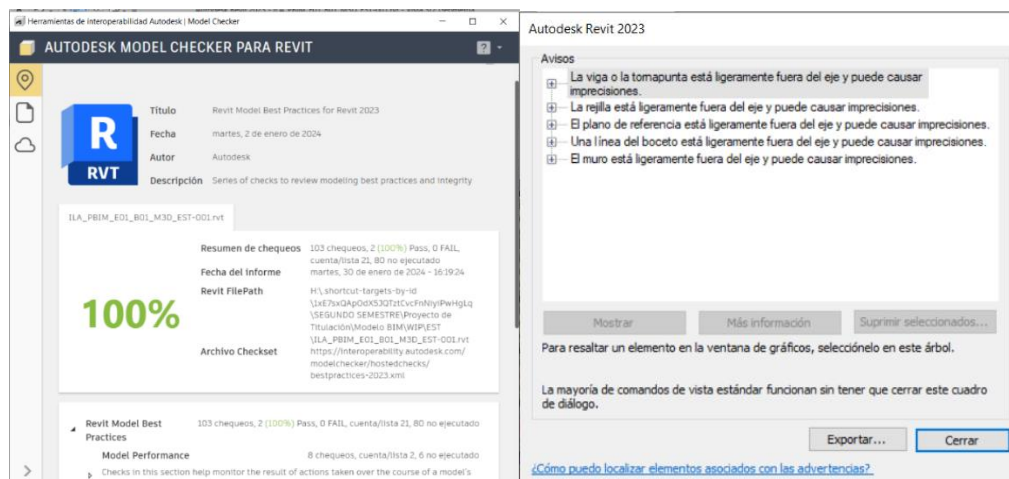 Herramientas de interoperabilidad Autodesk | Model Checker
AUTODESK MODEL CHECKER PARA REVIT
?
R
RVT
Título Revit Model Best Practices for Revit 2023
Fecha martes, 2 de enero de 2024
Autor Autodesk
Descripción Series of checks to review modeling best practices and integrity
ILA_PBIM_E01_B01_M3D_EST-001.rvt
100%
Resumen de chequeos 103 chequeos, 2 (100%) Pass, 0 FAIL,
cuenta/lista 21, 80 no ejecutado
Fecha del informe martes, 30 de enero de 2024 - 16:19:24
Revit FilePath H:\.shortcut-targets-by-id
\SEGUNDO SEMESTRE\Proyecto de
Titulación\Modelo BIM\WIP\EST
\ILA_PBIM_E01_B01_M3D_EST-001.rvt
Archivo Checkset https://interoperability.autodesk.com/
modelchecker/hostedchecks/
bestpractices-2023.xml
Revit Model Best 103 chequeos, 2 (100%) Pass, 0 FAIL, cuenta/lista 21, 80 no ejecutado
Practices
Model Performance 8 chequeos, cuenta/lista 2, 6 no ejecutado
Checks in this section help monitor the result of actions taken over the course of a model's
Autodesk Revit 2023
Avisos
La viga o la tornapunta está ligeramente fuera del eje y puede causar
imprecisiones.
La rejilla está ligeramente fuera del eje y puede causar imprecisiones.
El plano de referencia está ligeramente fuera del eje y puede causar imprecisiones.
Una línea del boceto está ligeramente fuera del eje y puede causar imprecisiones.
El muro está ligeramente fuera del eje y puede causar imprecisiones.
Mostrar Más información Suprimir seleccionados...
Para resaltar un elemento en la ventana de gráficos, selecciónelo en este árbol.
La mayoría de comandos de vista estándar funcionan sin tener que cerrar este cuadro
de diálogo.
Exportar... Cerrar
¿Cómo puedo localizar elementos asociados con las advertencias?